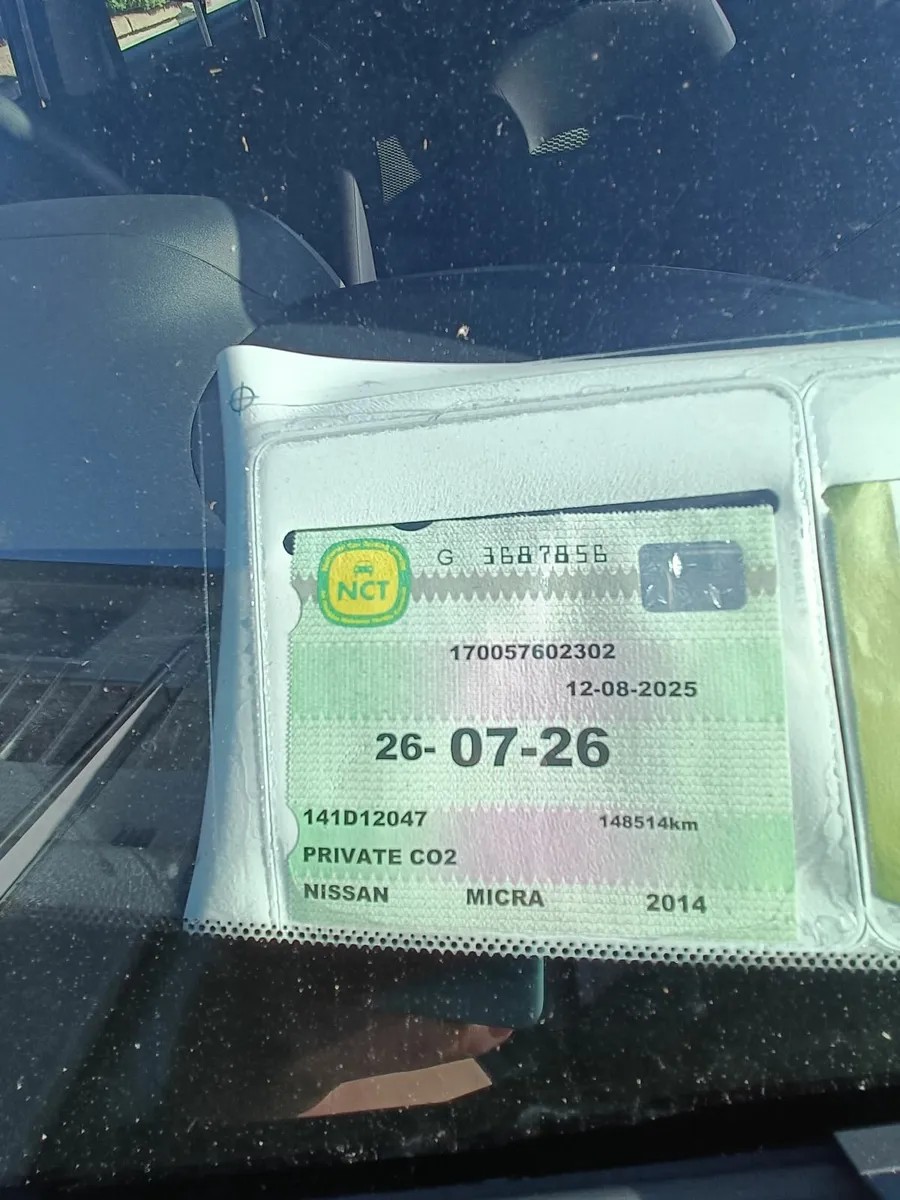 NCT
G 3687856
170057602302
12-08-2025
26- 07-26
141D12047 148514km
PRIVATE CO2
NISSAN MICRA 2014